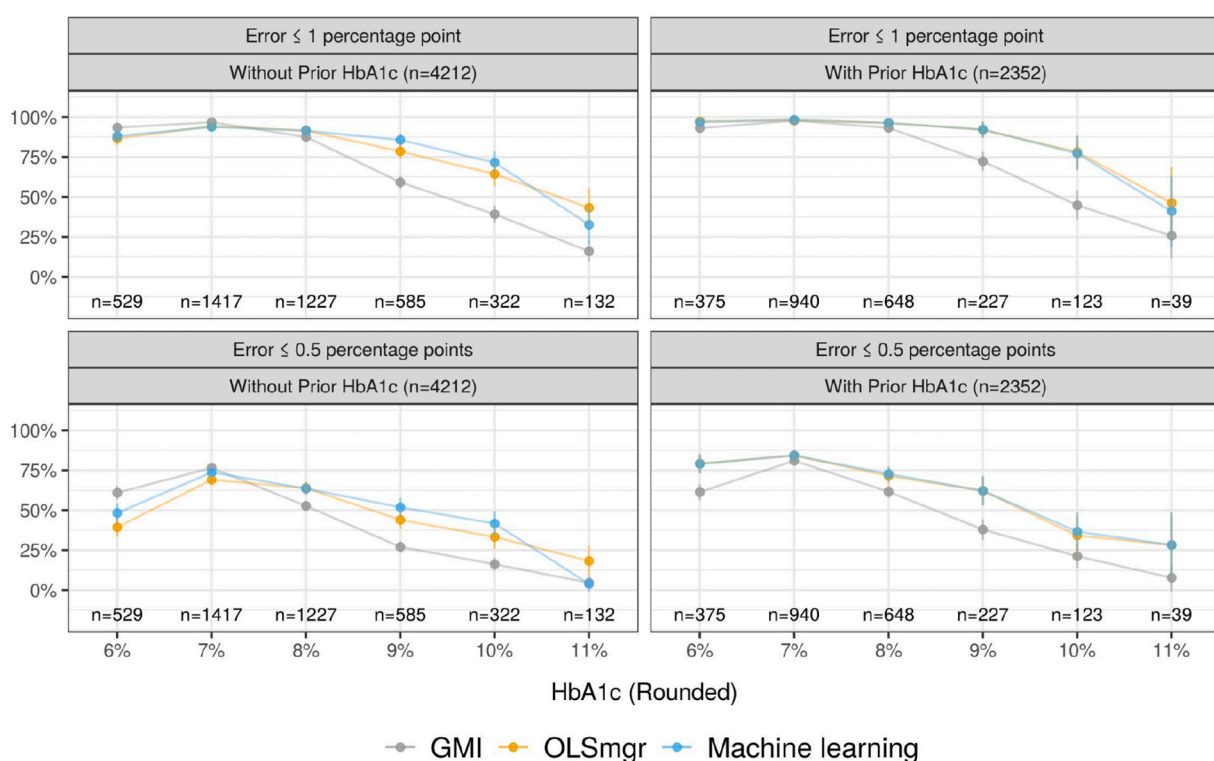 Error ≤ 1 percentage point
Without Prior HbA1c (n=4212)
100%
75%
50%
25%
0%
n=529 n=1417 n=1227 n=585 n=322 n=132
Error ≤ 1 percentage point
With Prior HbA1c (n=2352)
n=375 n=940 n=648 n=227 n=123 n=39
Error ≤ 0.5 percentage points
Without Prior HbA1c (n=4212)
100%
75%
50%
25%
0%
n=529 n=1417 n=1227 n=585 n=322 n=132
6% 7% 8% 9% 10% 11%
Error ≤ 0.5 percentage points
With Prior HbA1c (n=2352)
n=375 n=940 n=648 n=227 n=123 n=39
6% 7% 8% 9% 10% 11%
HbA1c (Rounded)
GMI OLSmgr Machine learning